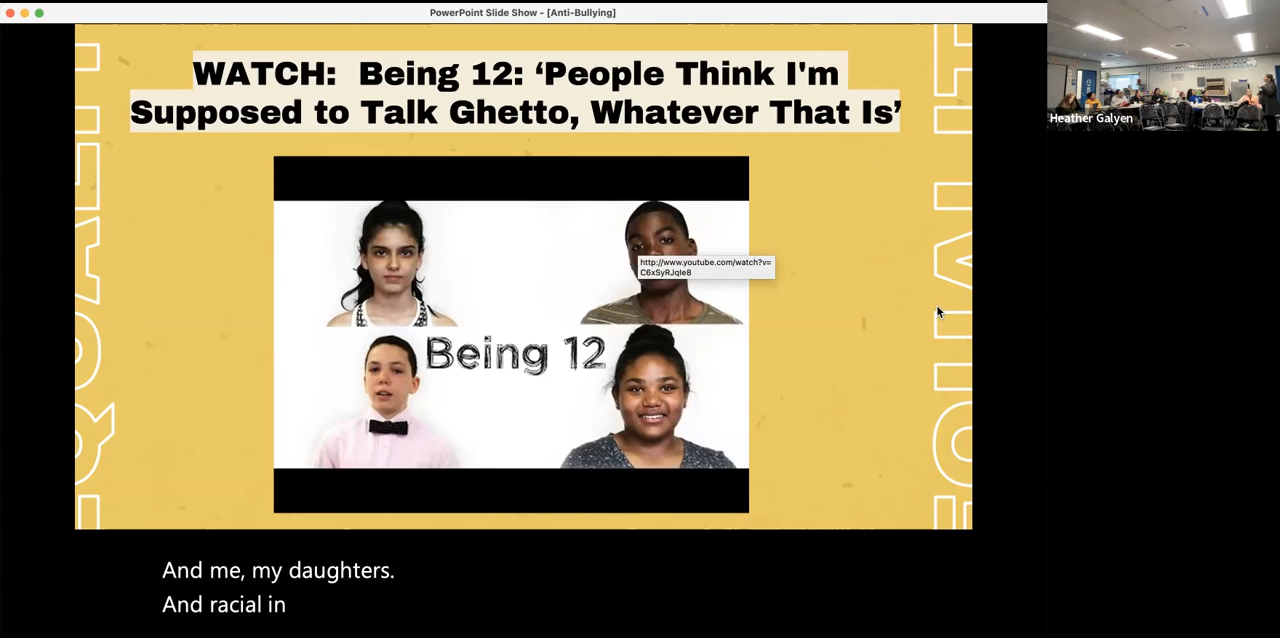 PowerPoint Slide Show - [Anti-Bullying]
WATCH:  Being 12: ‘People Think I'm
Supposed to Talk Ghetto, Whatever That Is’
http://www.youtube.com/watch?v=
C6xSyRJqIe8
Being 12
Heather Galyen
And me, my daughters.
And racial in